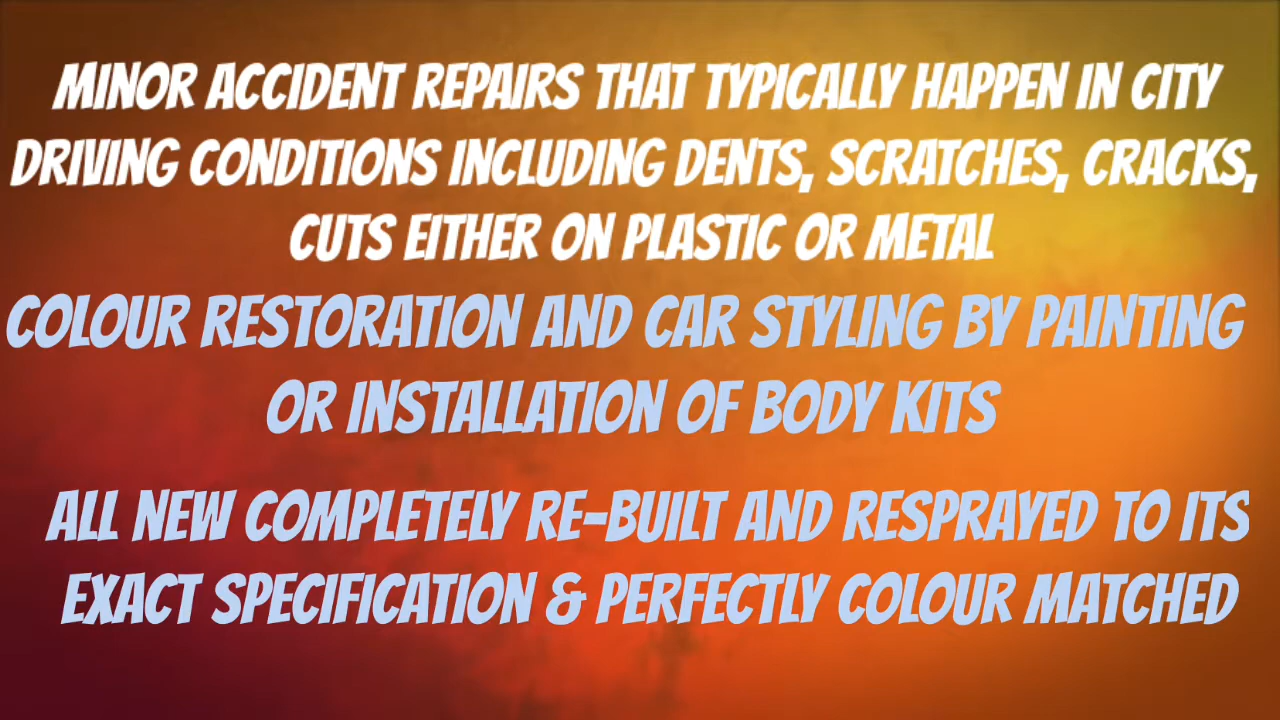 MINOR ACCIDENT REPAIRS THAT TYPICALLY HAPPEN IN CITY
DRIVING CONDITIONS INCLUDING DENTS, SCRATCHES, CRACKS,
CUTS EITHER ON PLASTIC OR METAL
COLOUR RESTORATION AND CAR STYLING BY PAINTING
OR INSTALLATION OF BODY KITS
ALL NEW COMPLETELY RE-BUILT AND RESPRAYED TO ITS
EXACT SPECIFICATION & PERFECTLY COLOUR MATCHED